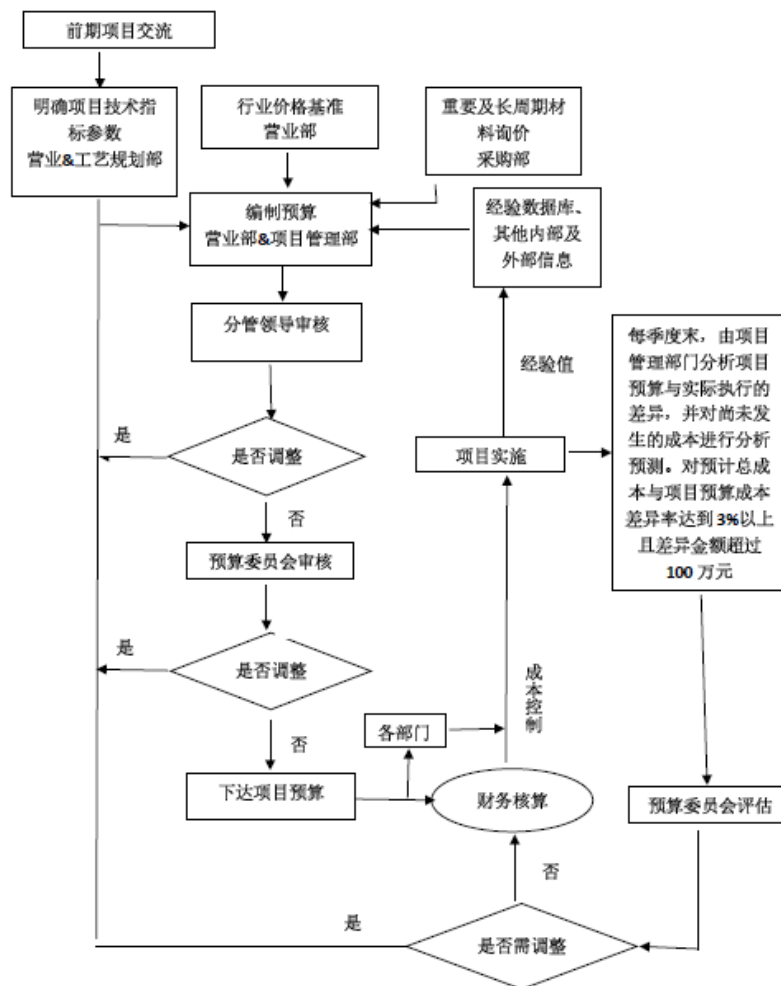 前期项目交流
明确项目技术指
标参数
营业&工艺规划部
行业价格基准
营业部
重要及长周期材
料询价
采购部
编制预算
营业部&项目管理部
经验数据库、
其他内部及
外部信息
分管领导审核
经验值
每季度末，由项目
管理部门分析项目
预算与实际执行的
差异，并对尚未发
生的成本进行分析
预测。对预计总成
本与项目预算成本
差异率达到 3%以上
且差异金额超过
100 万元
是
是否调整
项目实施
否
预算委员会审核
是
是否调整
成本控制
否
各部门
下达项目预算
财务核算
预算委员会评估
否
是
是否需调整